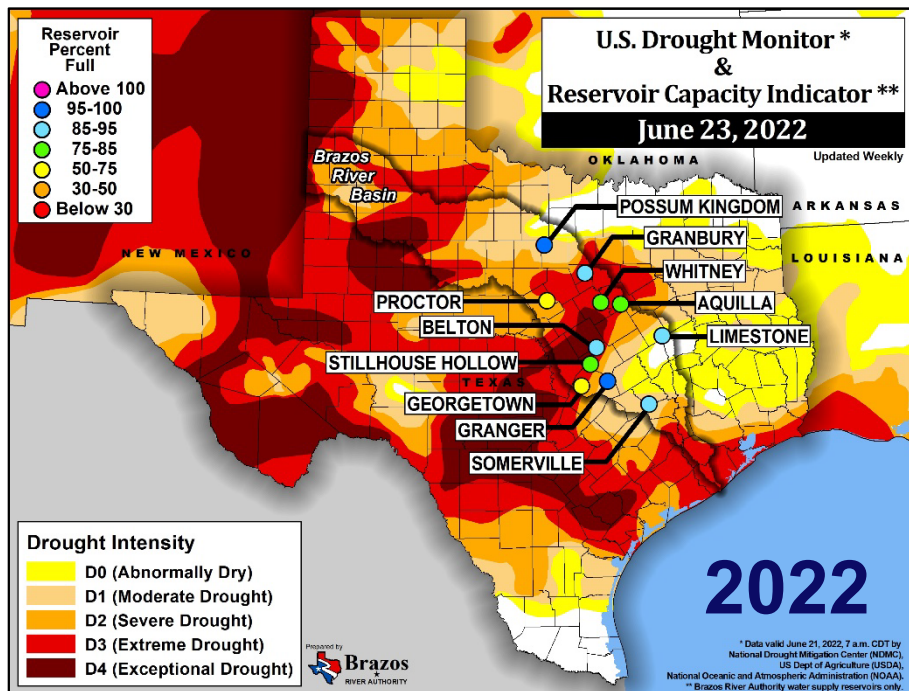 Reservoir
Percent
Full
Above 100
95-100
85-95
75-85
50-75
30-50
Below 30
U.S. Drought Monitor *
&
Reservoir Capacity Indicator **
June 23, 2022
Updated Weekly
OKLAHOMA
ARKANSAS
LOUISIANA
NEW MEXICO
TEXAS
Brazos
River
Basin
POSSUM KINGDOM
GRANBURY
WHITNEY
PROCTOR
AQUILLA
BELTON
LIMESTONE
STILLHOUSE HOLLOW
GEORGETOWN
GRANGER
SOMERVILLE
Drought Intensity
D0 (Abnormally Dry)
D1 (Moderate Drought)
D2 (Severe Drought)
D3 (Extreme Drought)
D4 (Exceptional Drought)
Prepared by
Brazos
RIVER AUTHORITY
2022
* Data valid June 21, 2022, 7 a.m. CDT by
National Drought Mitigation Center (NDMC),
US Dept of Agriculture (USDA),
National Oceanic and Atmospheric Administration (NOAA).
** Brazos River Authority water supply reservoirs only.